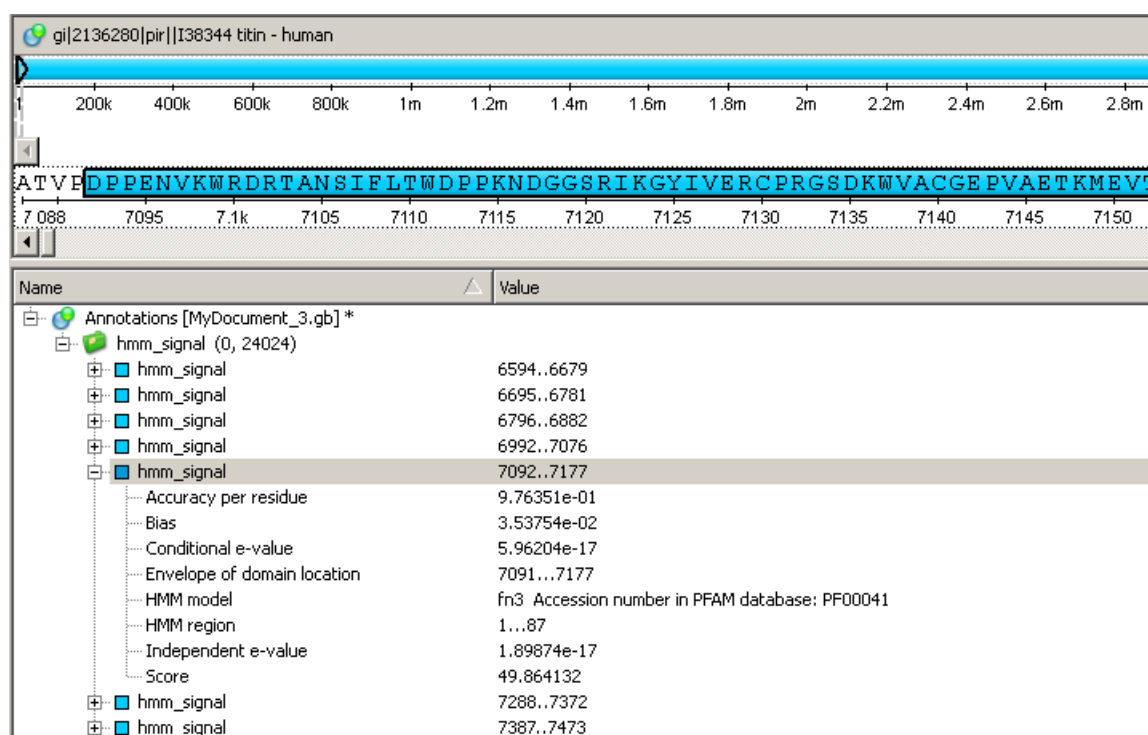 gi|2136280|pir||I38344 titin - human
1 200k 400k 600k 800k 1m 1.2m 1.4m 1.6m 1.8m 2m 2.2m 2.4m 2.6m 2.8m
ATVPDPPENVKWRDRTANSIFLTWDPPKNDGGSRIKGYIVERCPRGSDKWVACGEPVAETKMEVT
7 088 7095 7.1k 7105 7110 7115 7120 7125 7130 7135 7140 7145 7150
Name Value
Annotations [MyDocument_3.gb] *
hmm_signal (0, 24024)
hmm_signal 6594..6679
hmm_signal 6695..6781
hmm_signal 6796..6882
hmm_signal 6992..7076
hmm_signal 7092..7177
Accuracy per residue 9.76351e-01
Bias 3.53754e-02
Conditional e-value 5.96204e-17
Envelope of domain location 7091...7177
HMM model fn3 Accession number in PFAM database: PF00041
HMM region 1...87
Independent e-value 1.89874e-17
Score 49.864132
hmm_signal 7288..7372
hmm_signal 7387..7473